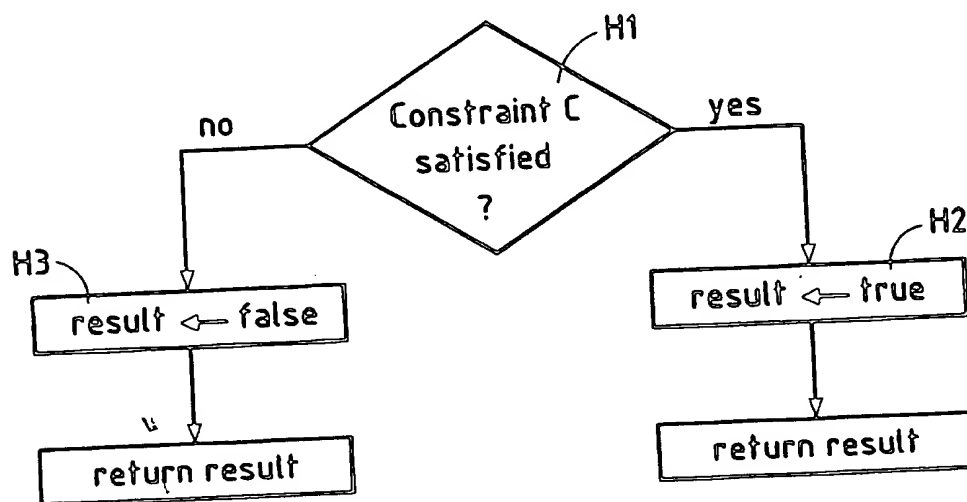 H1
Constraint C
satisfied
?
no
yes
H3
result ← false
return result
H2
result ← true
return result